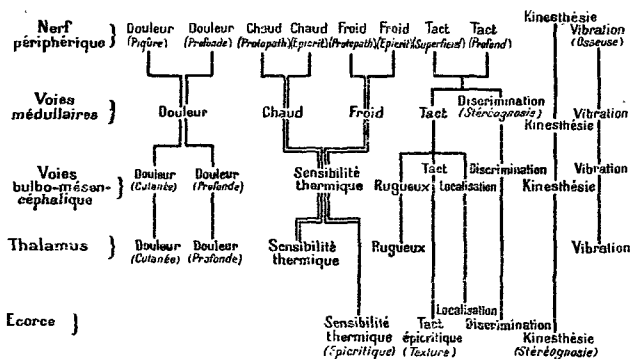 Kinesthésie
Nerf périphérique } Douleur (Piqûre) Douleur (Profonde) Chaud (Protopath) Chaud (Epicrit) Froid (Protopath) Froid (Epicrit) Tact (Superficiel) Tact (Profond) Vibration (Osseuse)
Voies médullaires } Douleur Chaud Froid Tact Discrimination (Stéréognosie) Kinesthésie Vibration
Voies bulbo-mésencéphalique } Douleur (Cutanée) Douleur (Profonde) Sensibilité thermique Rugueux Tact Localisation Discrimination Kinesthésie Vibration
Thalamus } Douleur (Cutanée) Douleur (Profonde) Sensibilité thermique Rugueux Vibration
Ecorce } Sensibilité thermique (Epicritique) Tact épicritique (Texture) Localisation Discrimination Kinesthésie (Stéréognosie)